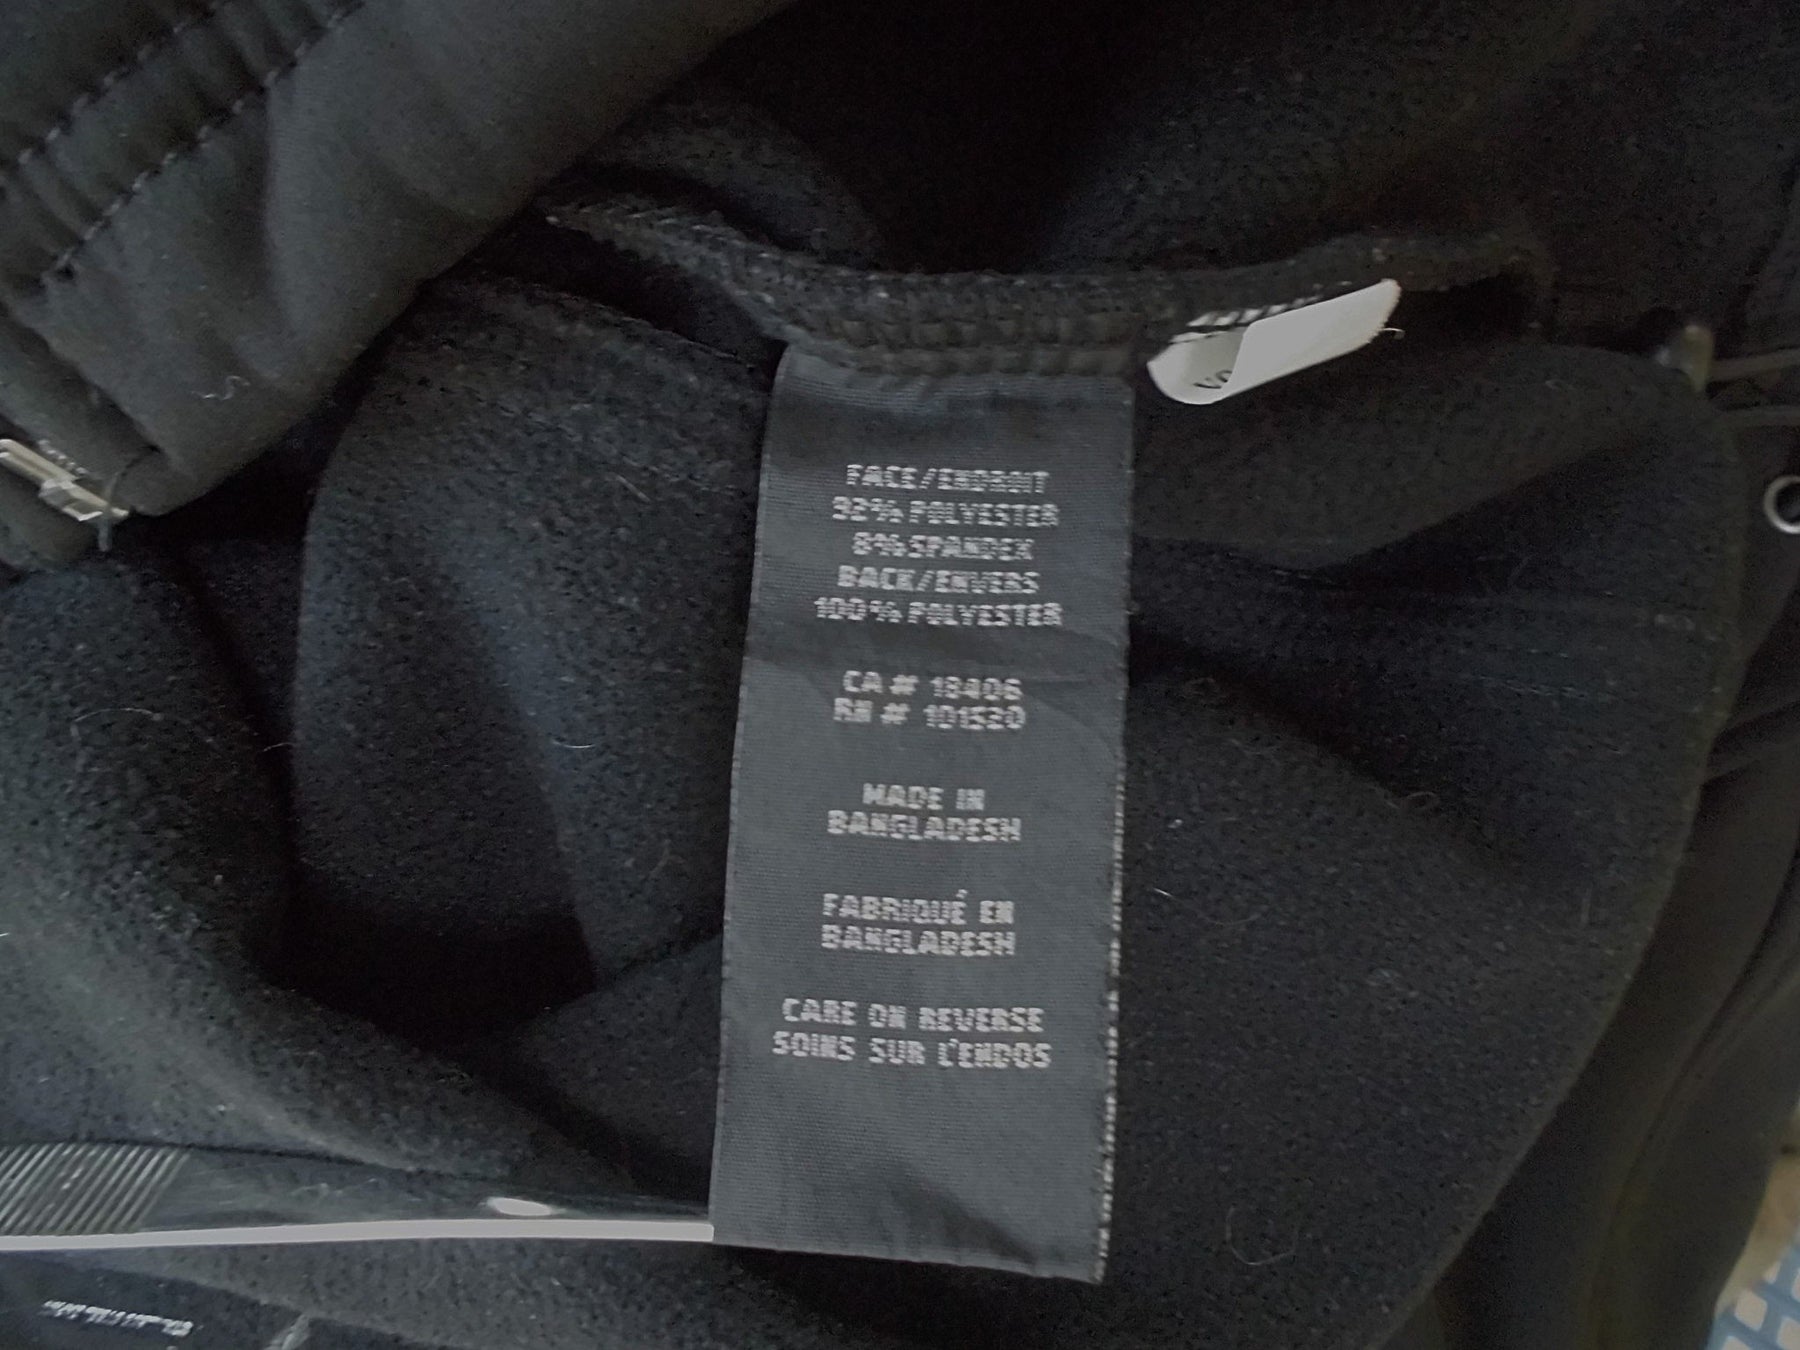 FACE/ENDROIT
92% POLYESTER
8% SPANDEX
BACK/ENVERS
100% POLYESTER
CA # 18406
RN # 101530
MADE IN
BANGLADESH
FABRIQUÉ EN
BANGLADESH
CARE ON REVERSE
SOINS SUR L'ENDOS